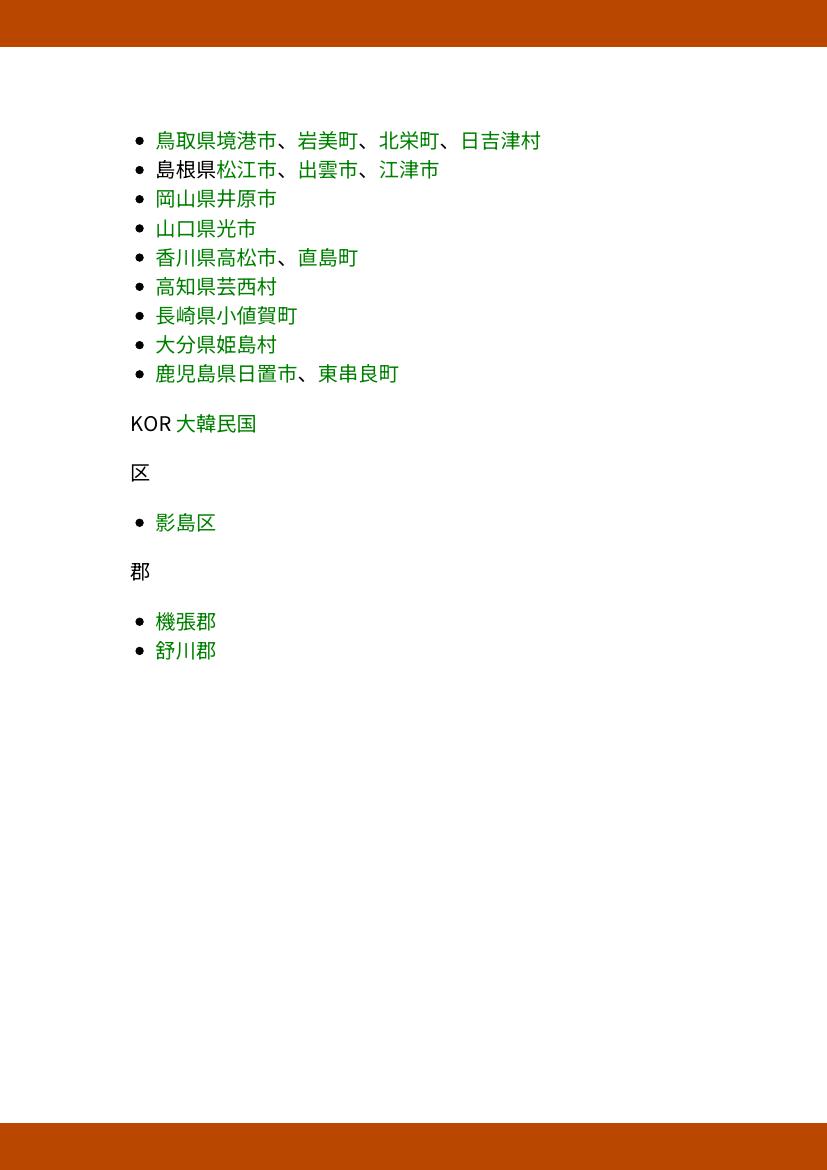 鳥取県境港市、岩美町、北栄町、日吉津村
島根県松江市、出雲市、江津市
岡山県井原市
山口県光市
香川県高松市、直島町
高知県芸西村
長崎県小値賀町
大分県姫島村
鹿児島県日置市、東串良町
KOR 大韓民国
区
影島区
郡
機張郡
舒川郡